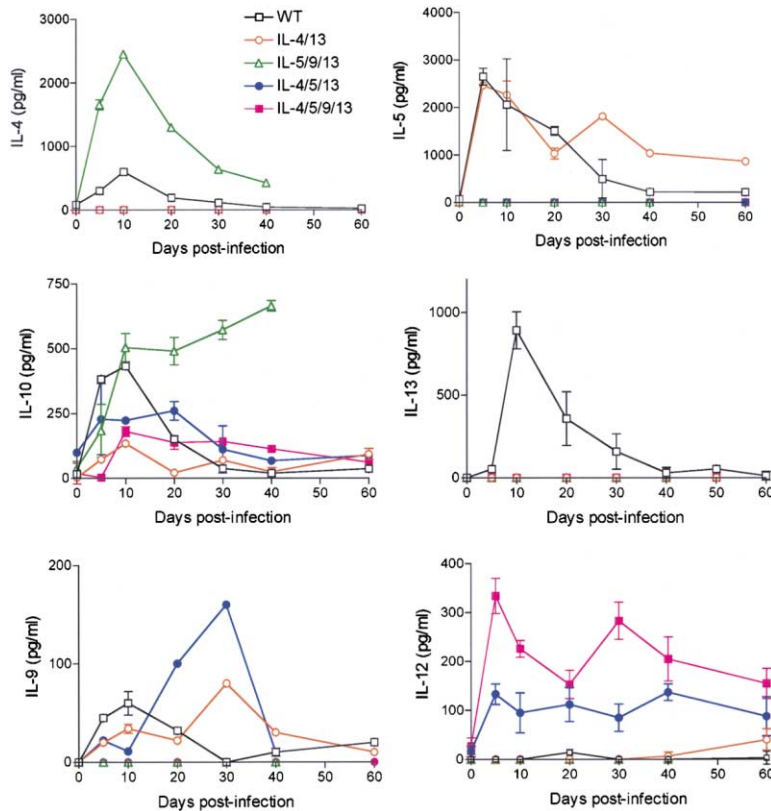 WT
IL-4/13
IL-5/9/13
IL-4/5/13
IL-4/5/9/13
3000
2000
1000
0
IL-4 (pg/ml)
0 10 20 30 40 50 60
Days post-infection
4000
3000
2000
1000
0
IL-5 (pg/ml)
0 10 20 30 40 50 60
Days post-infection
750
500
250
0
IL-10 (pg/ml)
0 10 20 30 40 50 60
Days post-infection
1000
500
0
IL-13 (pg/ml)
0 10 20 30 40 50 60
Days post-infection
200
100
0
IL-9 (pg/ml)
0 10 20 30 40 50 60
Days post-infection
400
300
200
100
0
IL-12 (pg/ml)
0 10 20 30 40 50 60
Days post-infection